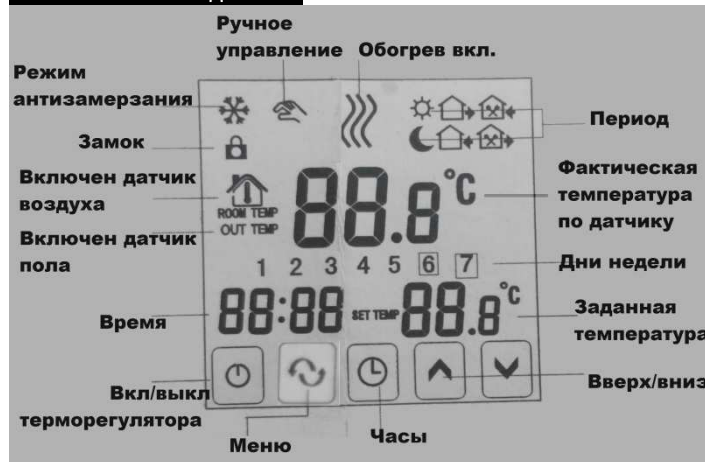 Ручное
управление
Обогрев вкл.
Режим
антизамерзания
Замок
Период
Включен датчик
воздуха
ROOM TEMP
OUT TEMP
88.8°C
Фактическая
температура
по датчику
Включен датчик
пола
1 2 3 4 5 6 7
Дни недели
Время
88:88
SET TEMP
88.8°C
Заданная
температура
Вкл/выкл
терморегулятора
Меню
Часы
Вверх/вниз